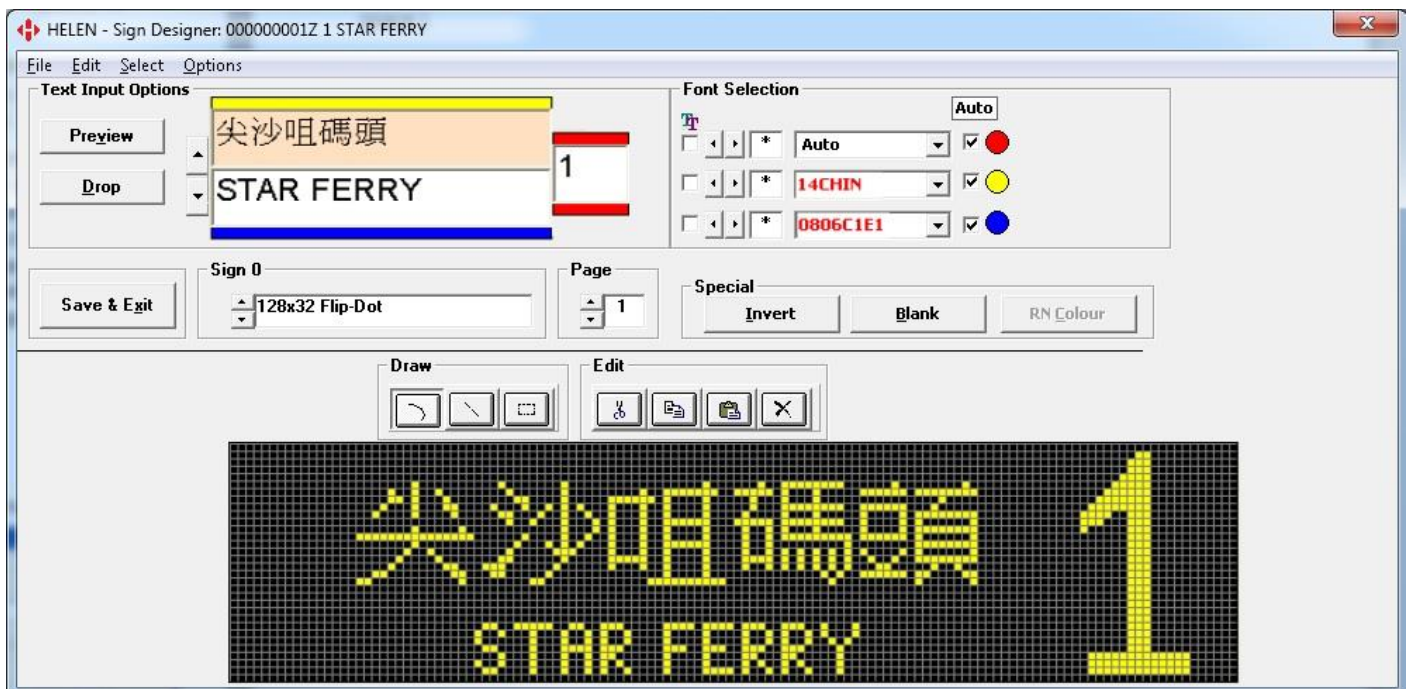 HELEN - Sign Designer: 000000001Z 1 STAR FERRY
File Edit Select Options
Text Input Options
Preview
Drop
尖沙咀碼頭
STAR FERRY
1
Font Selection
Auto
* Auto
* 14CHIN
* 0806C1E1
Save & Exit
Sign 0
128x32 Flip-Dot
Page
1
Special
Invert Blank RN Colour
Draw
Edit
尖沙咀碼頭
STAR FERRY
1